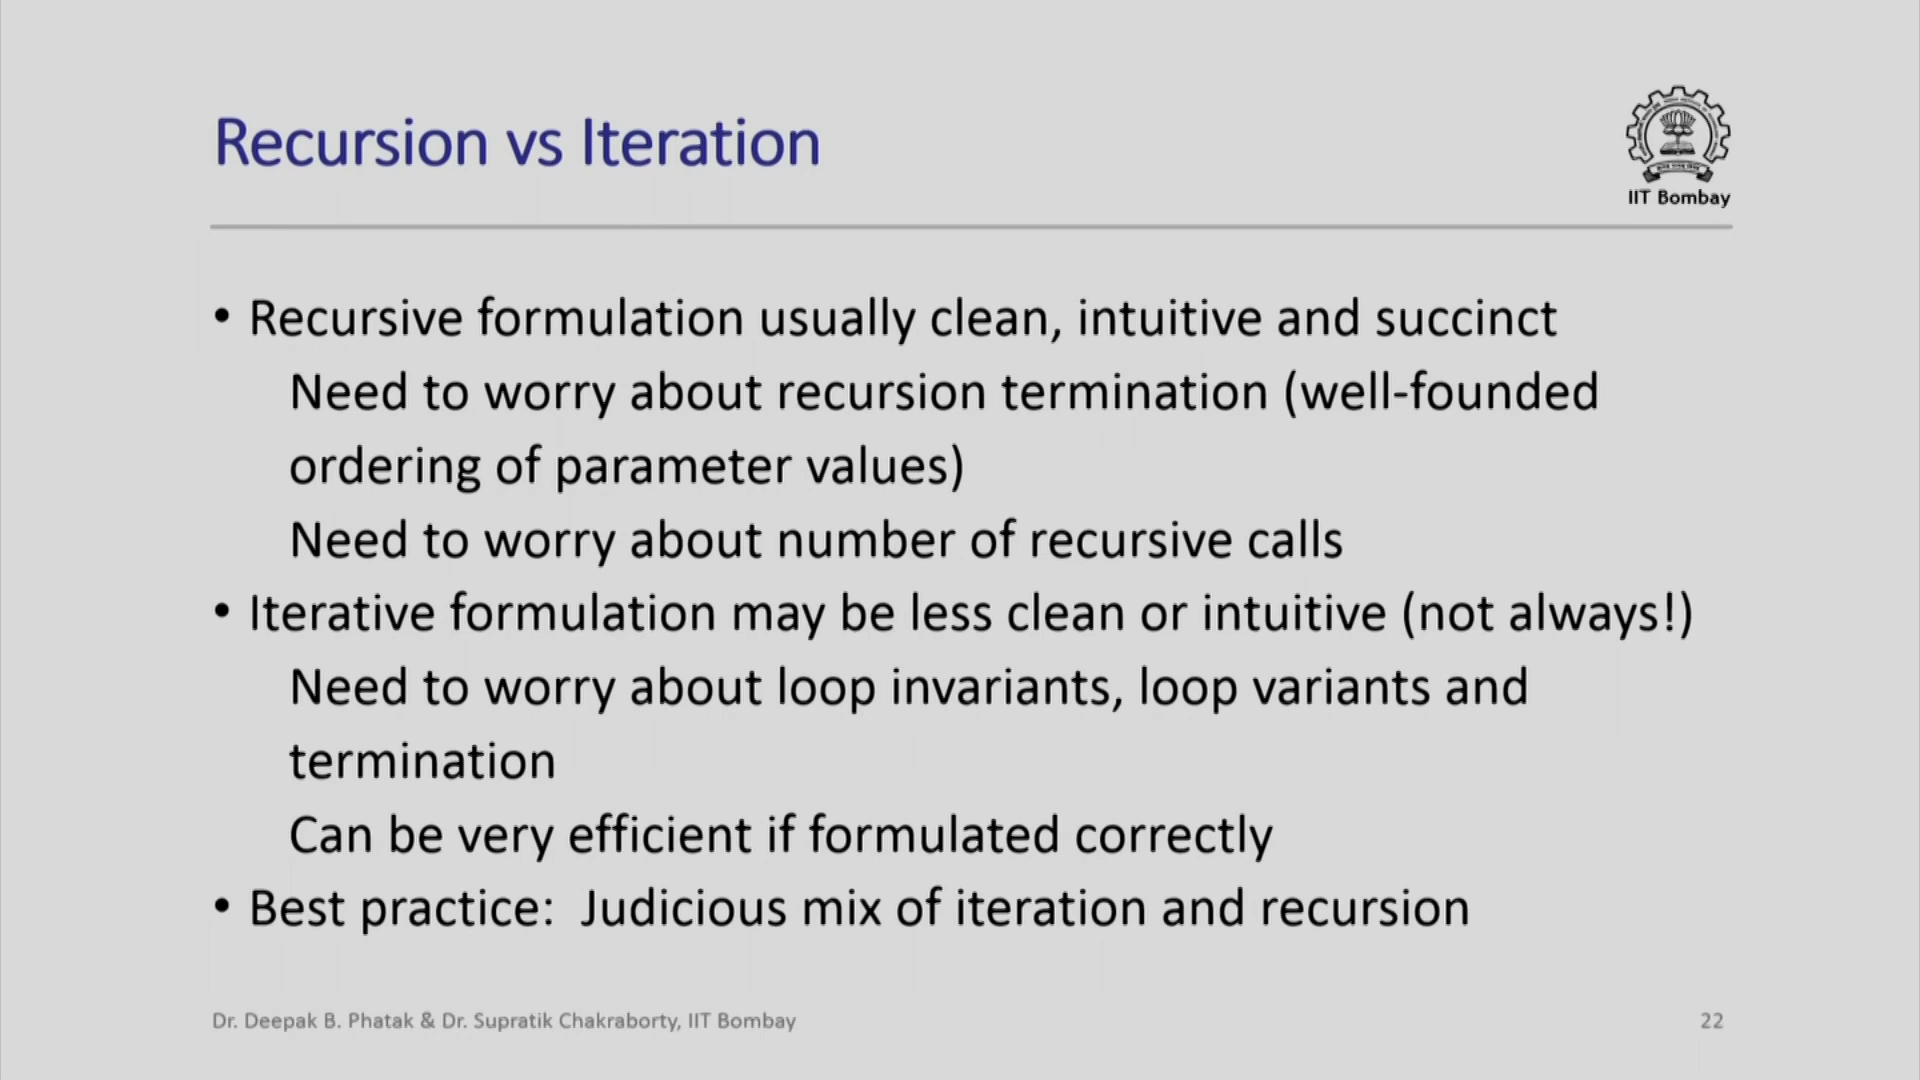 Recursion vs Iteration
IIT Bombay
• Recursive formulation usually clean, intuitive and succinct
Need to worry about recursion termination (well-founded
ordering of parameter values)
Need to worry about number of recursive calls
• Iterative formulation may be less clean or intuitive (not always!)
Need to worry about loop invariants, loop variants and
termination
Can be very efficient if formulated correctly
• Best practice:  Judicious mix of iteration and recursion
Dr. Deepak B. Phatak & Dr. Supratik Chakraborty, IIT Bombay
22